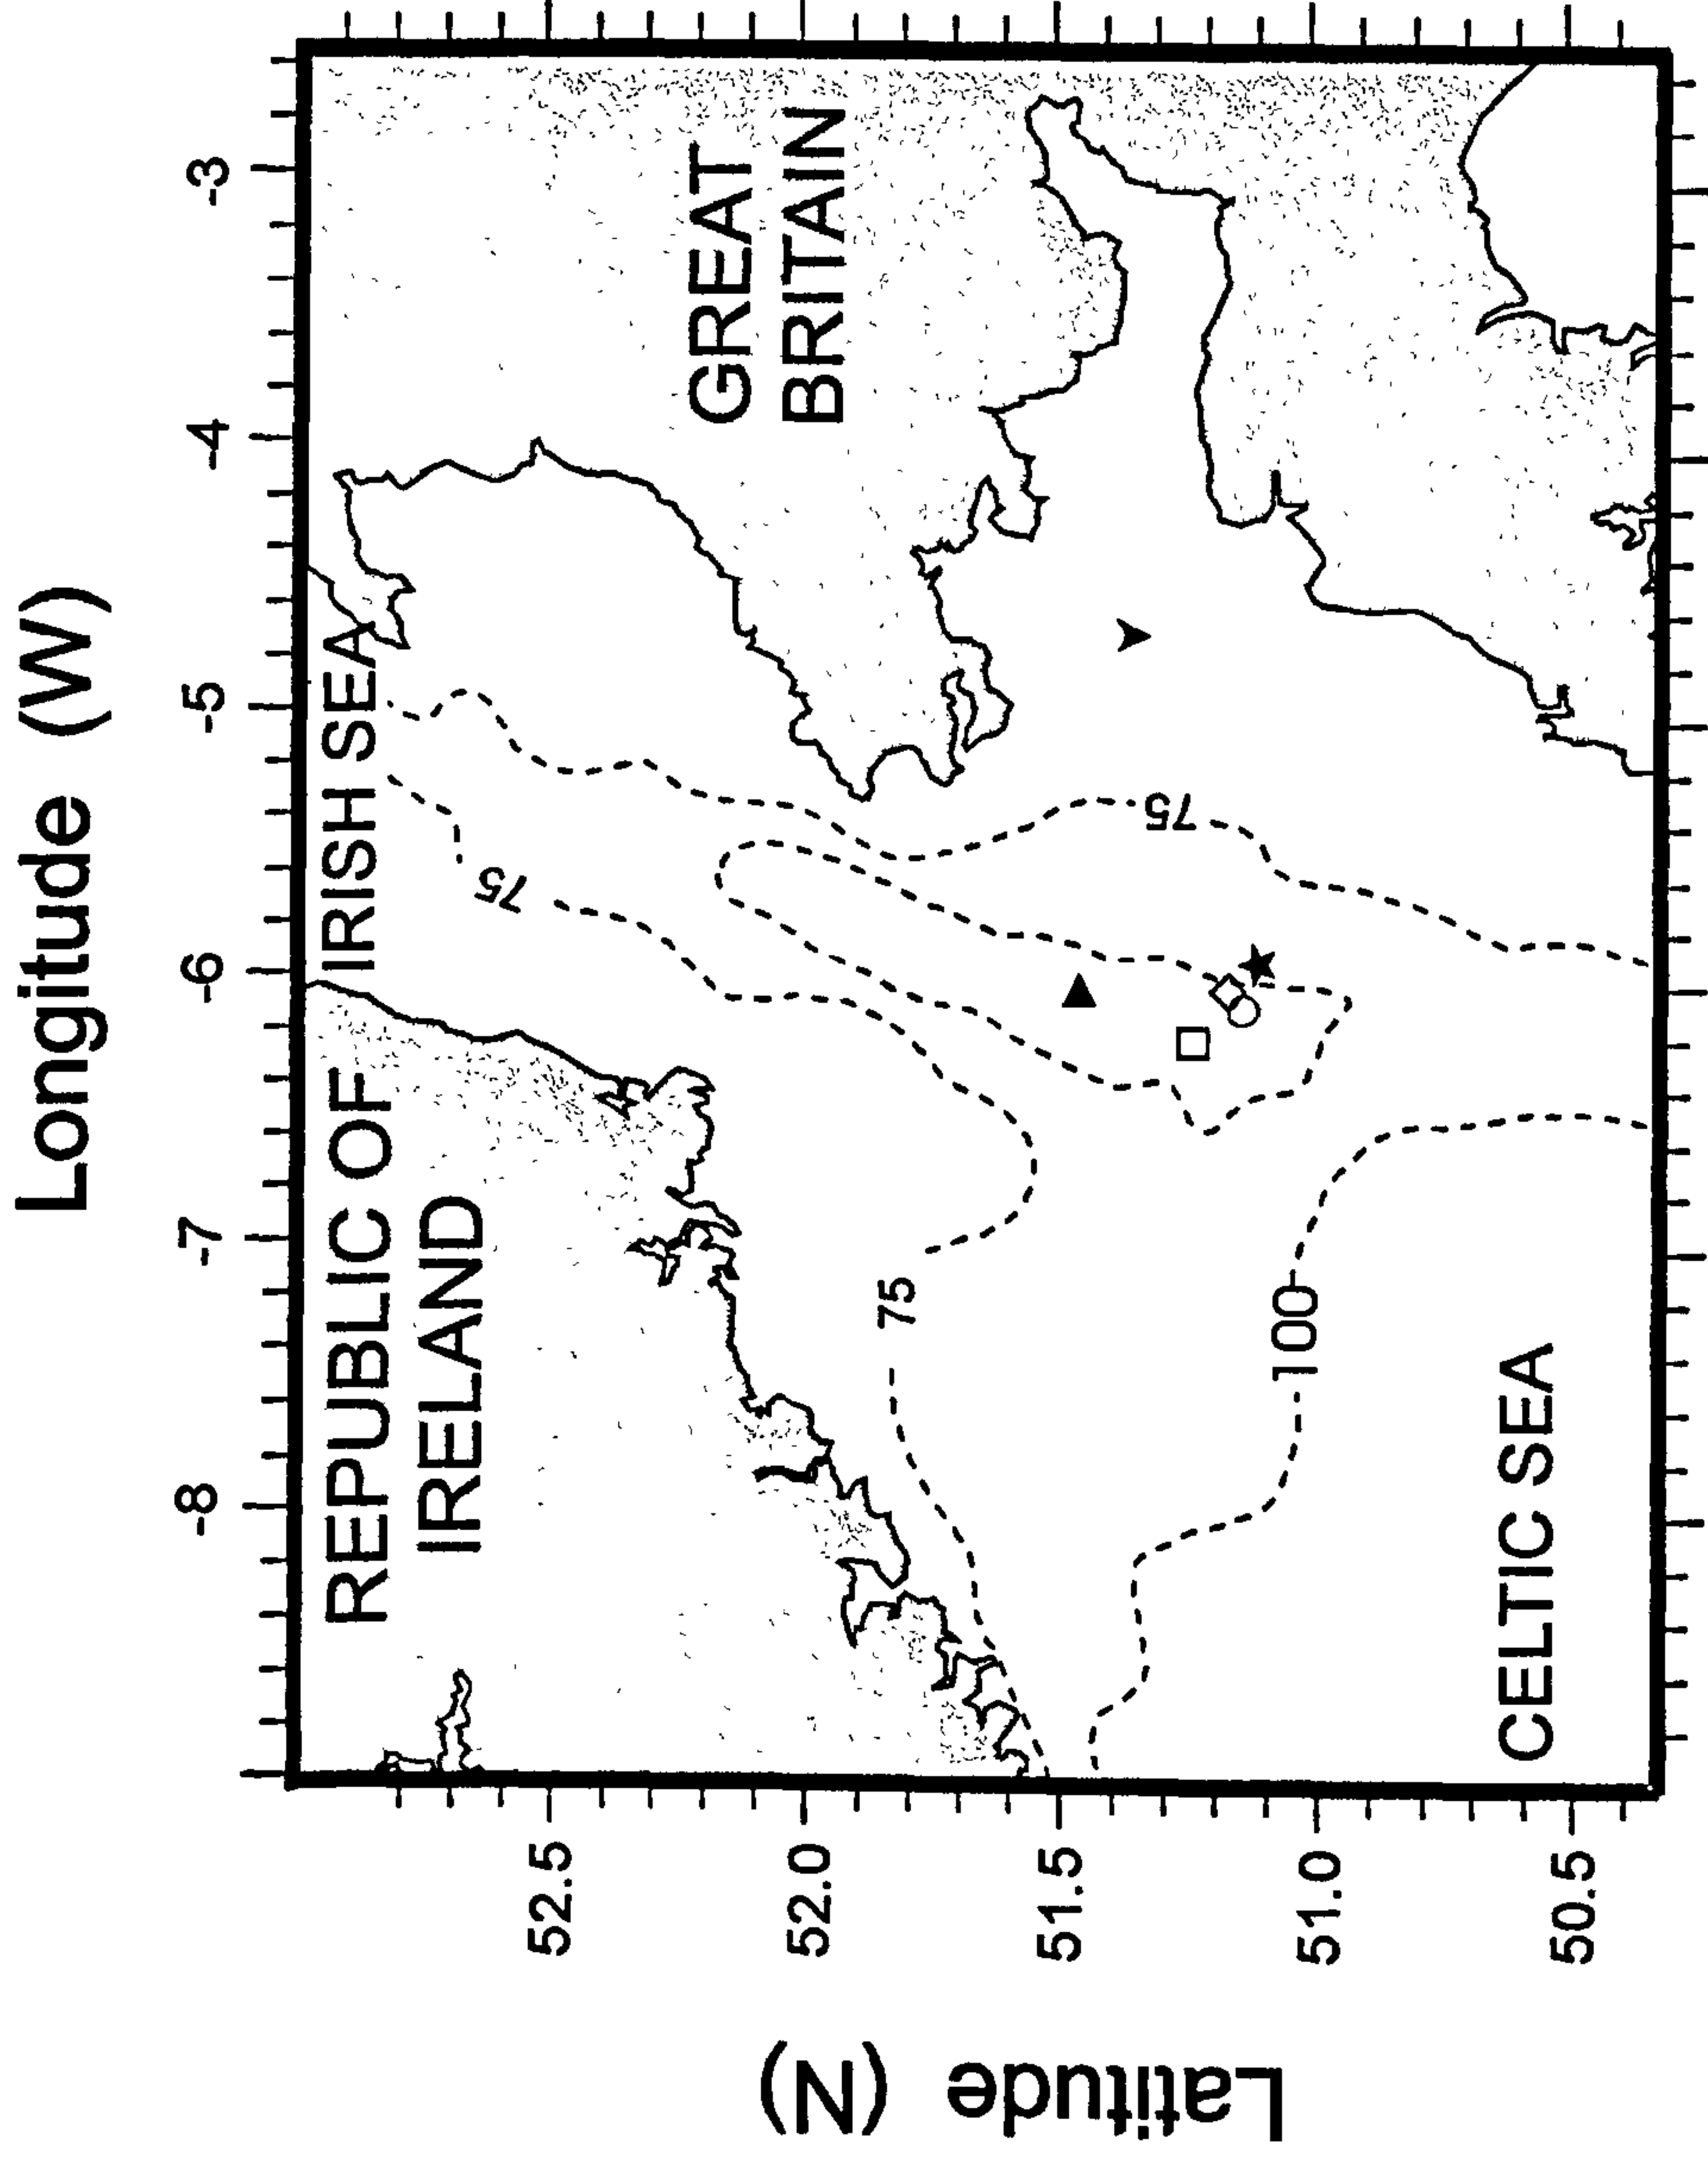 Longitude (W)
-8
-7
-6
-5
-4
-3
REPUBLIC OF
IRELAND
IRISH SEA
GREAT
BRITAIN
75
75
75
100
CELTIC SEA
52.5
52.0
51.5
51.0
50.5
Latitude (N)